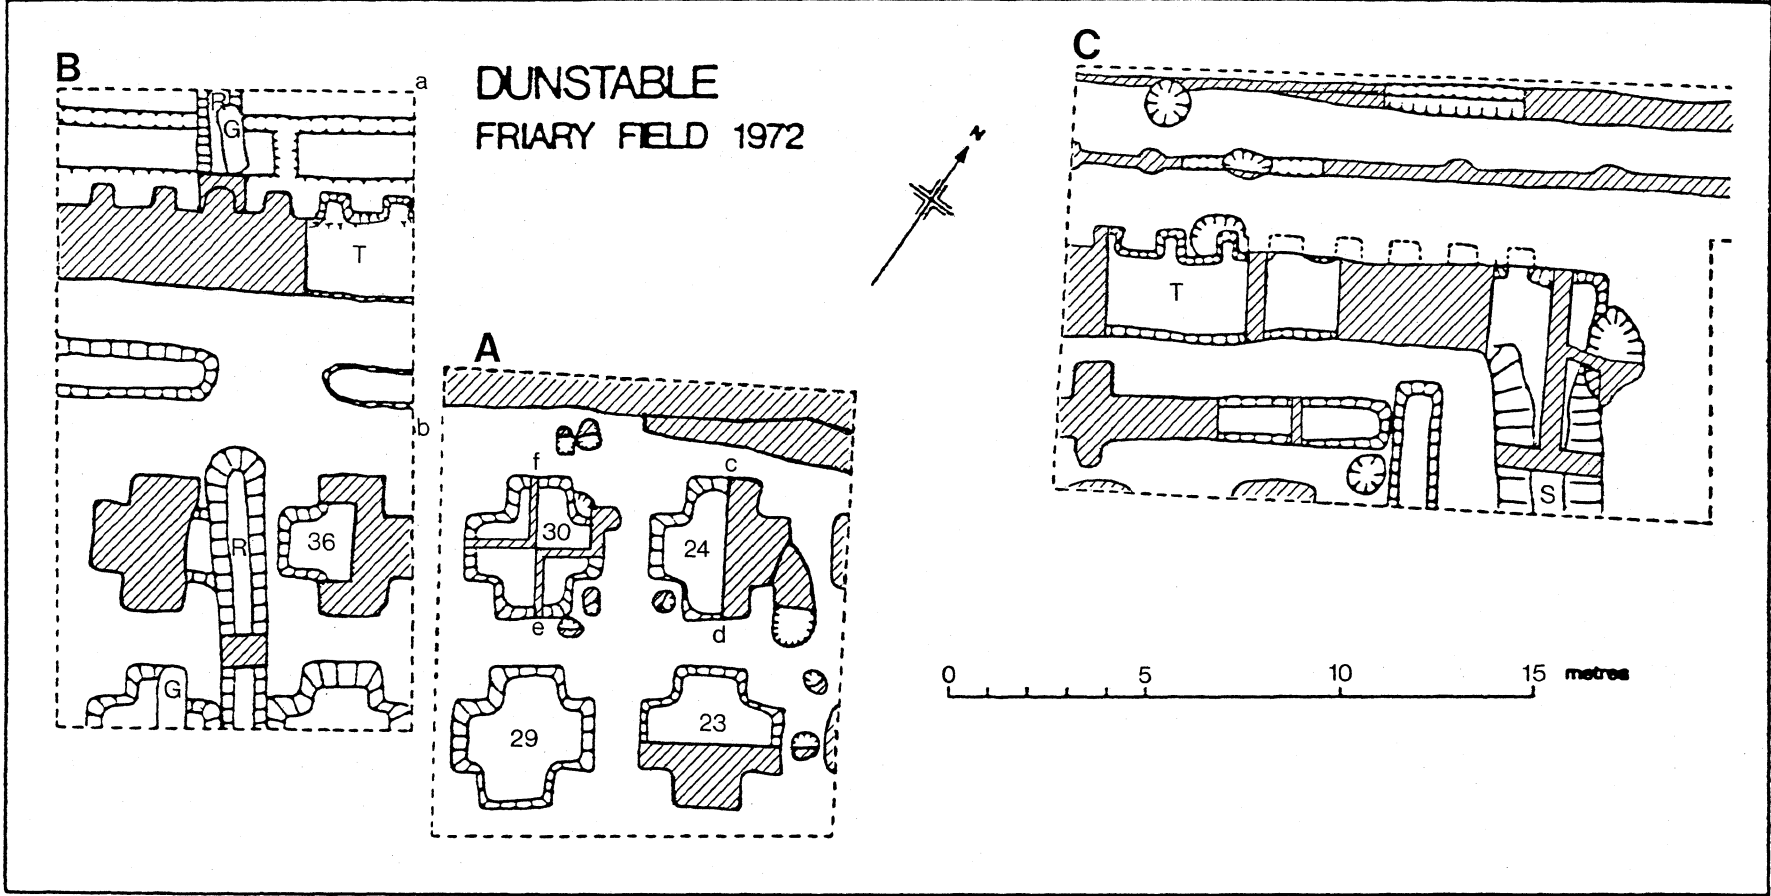 B
a
R
G
T
b
R
36
G
DUNSTABLE
FRIARY FIELD 1972
N
A
f
c
30
24
e
d
29
23
C
T
S
0 5 10 15 metres